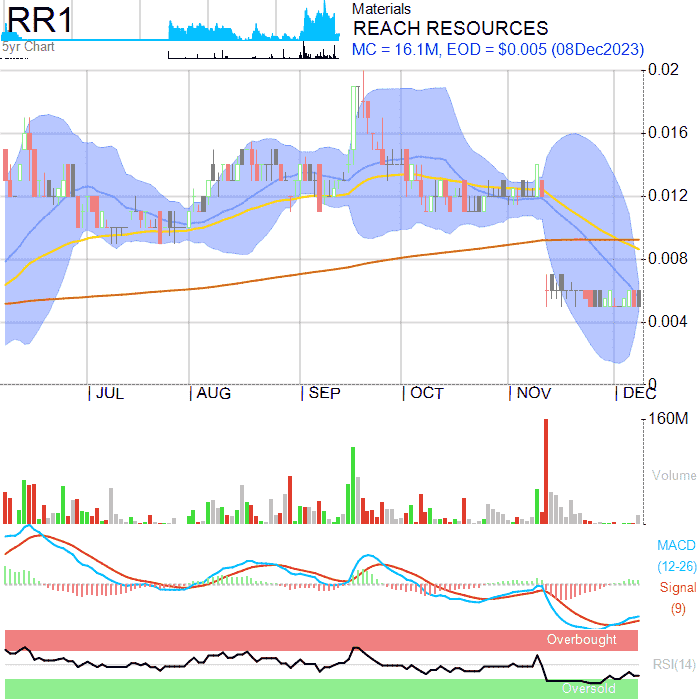 RR1
5yr Chart
Materials
REACH RESOURCES
MC = 16.1M, EOD = $0.005 (08Dec2023)
0.02
0.016
0.012
0.008
0.004
0
JUL AUG SEP OCT NOV DEC
160M
Volume
MACD
(12-26)
Signal
(9)
Overbought
RSI(14)
Oversold